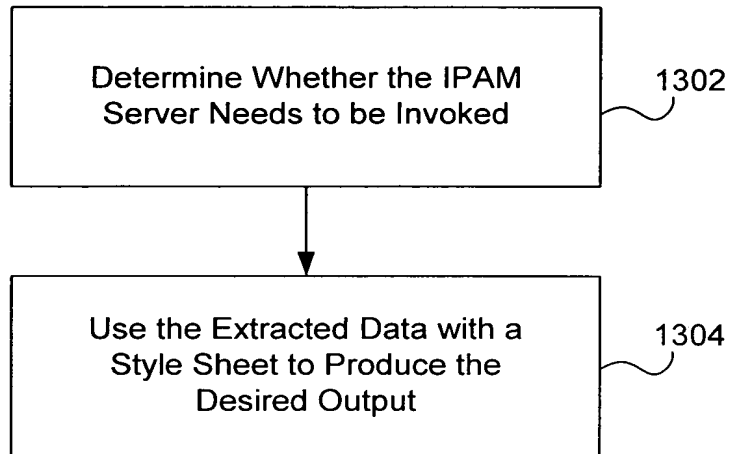 Determine Whether the IPAM
Server Needs to be Invoked
1302
Use the Extracted Data with a
Style Sheet to Produce the
Desired Output
1304